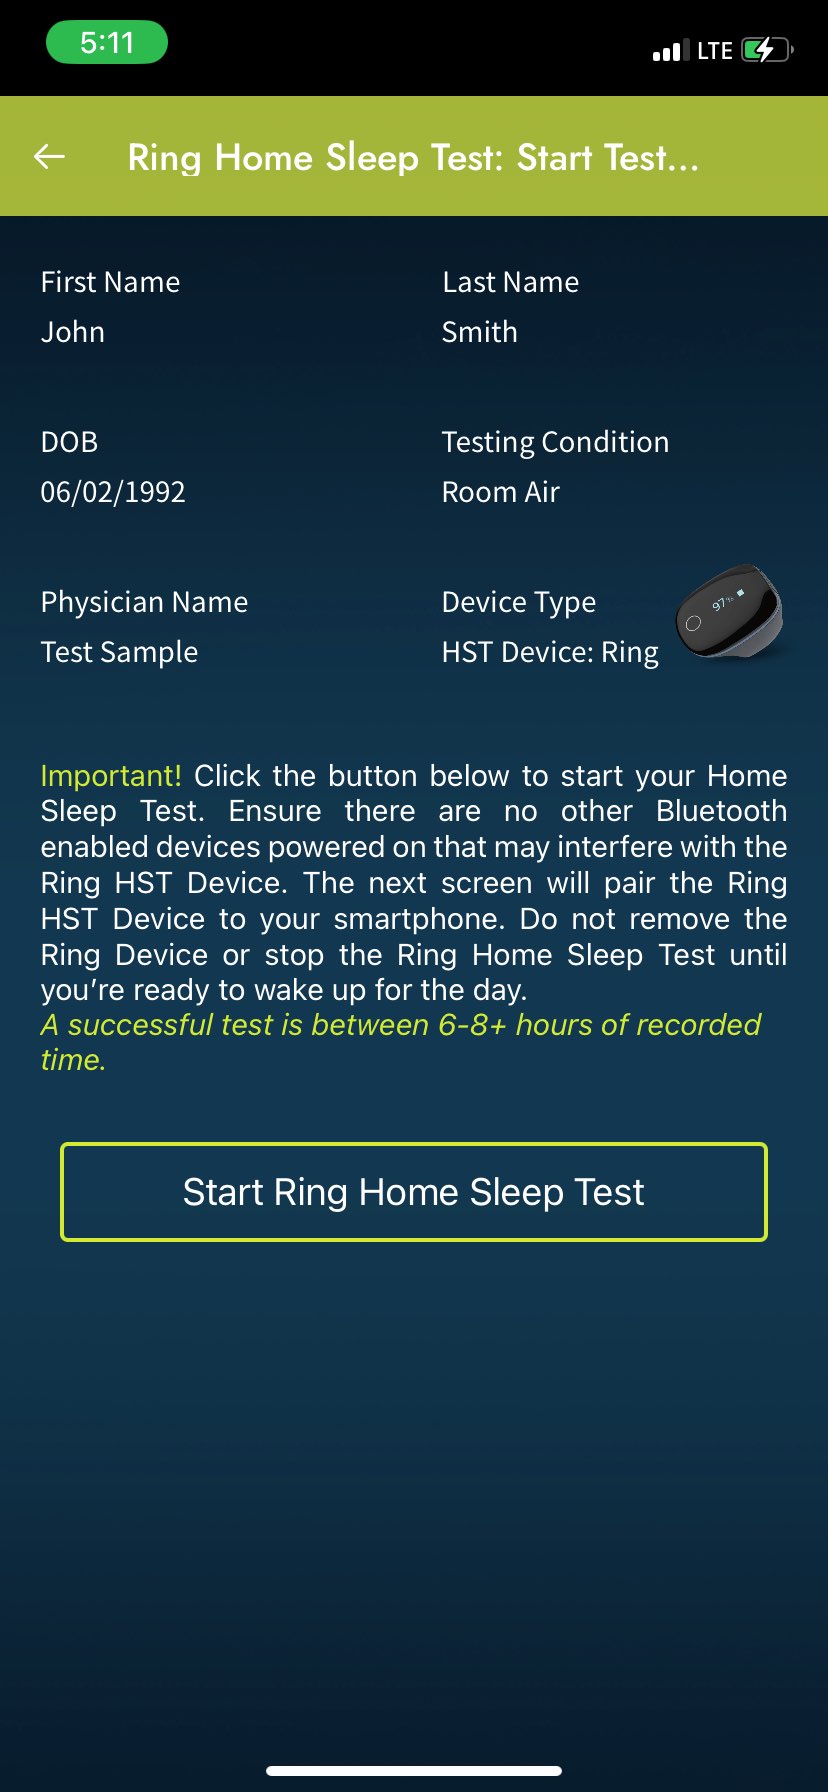 5:11
LTE
Ring Home Sleep Test: Start Test...
First Name
Last Name
John
Smith
DOB
Testing Condition
06/02/1992
Room Air
Physician Name
Device Type
Test Sample
HST Device: Ring
97%
Important! Click the button below to start your Home
Sleep Test. Ensure there are no other Bluetooth
enabled devices powered on that may interfere with the
Ring HST Device. The next screen will pair the Ring
HST Device to your smartphone. Do not remove the
Ring Device or stop the Ring Home Sleep Test until
you’re ready to wake up for the day.
A successful test is between 6-8+ hours of recorded
time.
Start Ring Home Sleep Test